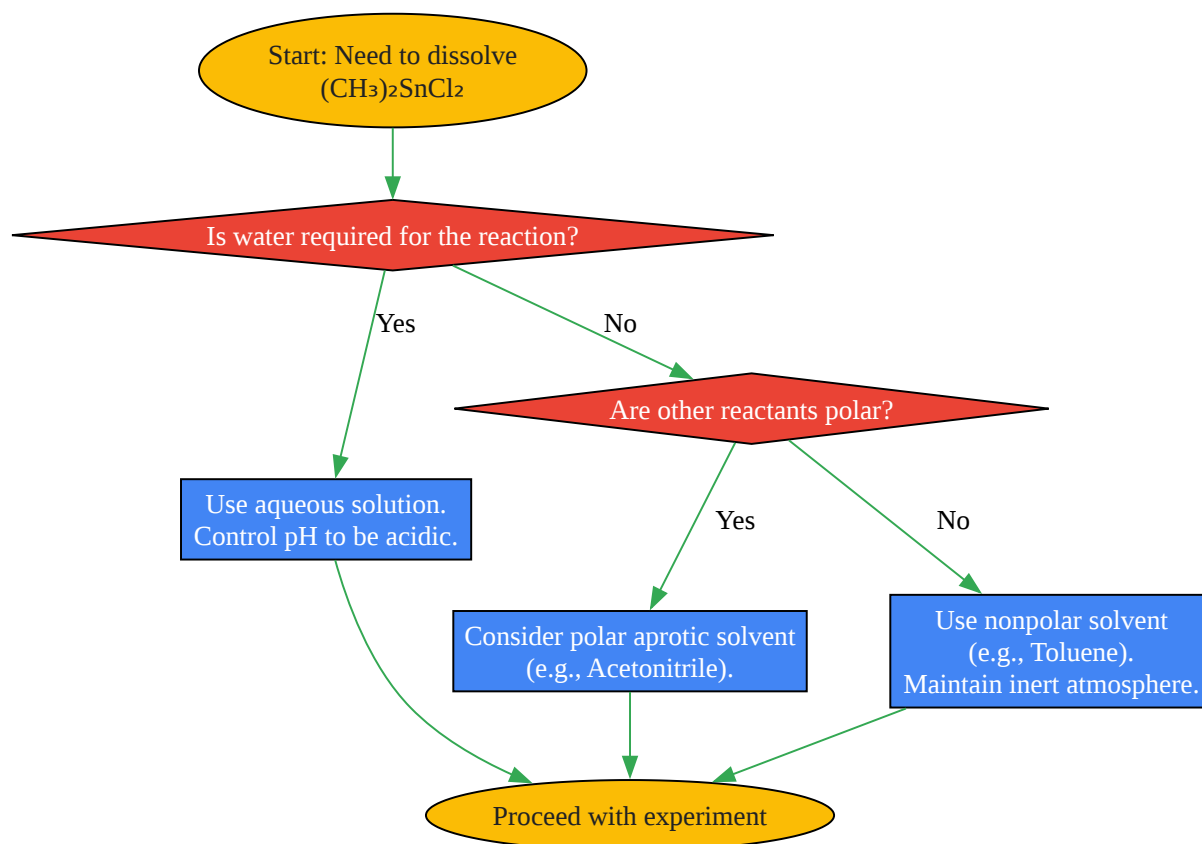 Start: Need to dissolve
(CH₃)₂SnCl₂
Is water required for the reaction?
Yes
No
Are other reactants polar?
Use aqueous solution.
Control pH to be acidic.
Yes
No
Consider polar aprotic solvent
(e.g., Acetonitrile).
Use nonpolar solvent
(e.g., Toluene).
Maintain inert atmosphere.
Proceed with experiment